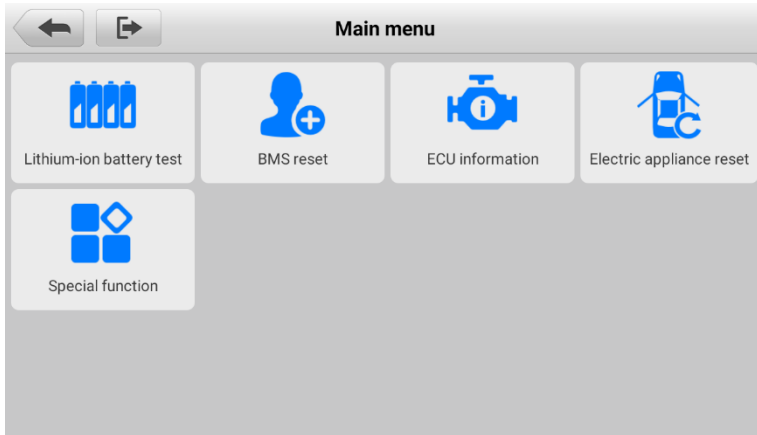 Main menu
Lithium-ion battery test
BMS reset
ECU information
Electric appliance reset
Special function